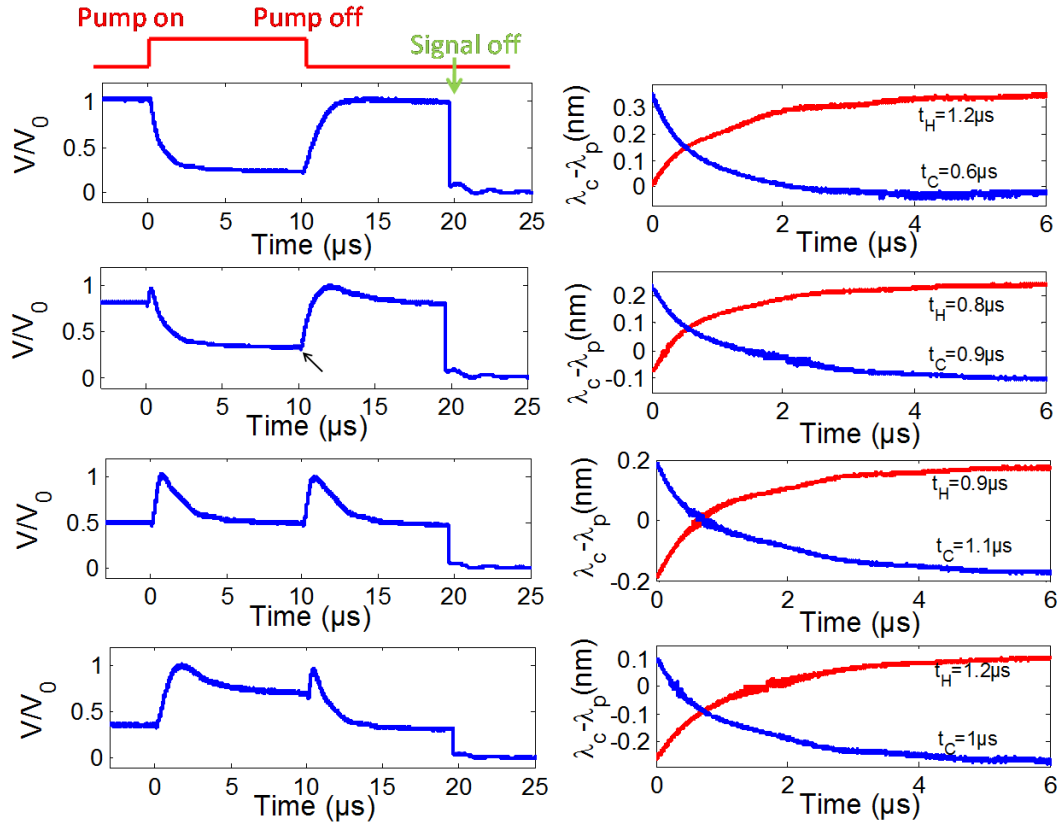 Pump on
Pump off
Signal off
V/V0
1
0.5
0
0 5 10 15 20 25
Time (µs)
λc-λp(nm)
0.3
0.2
0.1
0
tH=1.2µs
tC=0.6µs
0 2 4 6
Time (µs)
V/V0
1
0.5
0
0 5 10 15 20 25
Time (µs)
λc-λp(nm)
0.2
0.1
0
-0.1
tH=0.8µs
tC=0.9µs
0 2 4 6
Time (µs)
V/V0
1
0.5
0
0 5 10 15 20 25
Time (µs)
λc-λp(nm)
0.2
0
-0.2
tH=0.9µs
tC=1.1µs
0 2 4 6
Time (µs)
V/V0
1
0.5
0
0 5 10 15 20 25
Time (µs)
λc-λp(nm)
0.1
0
-0.1
-0.2
tH=1.2µs
tC=1µs
0 2 4 6
Time (µs)